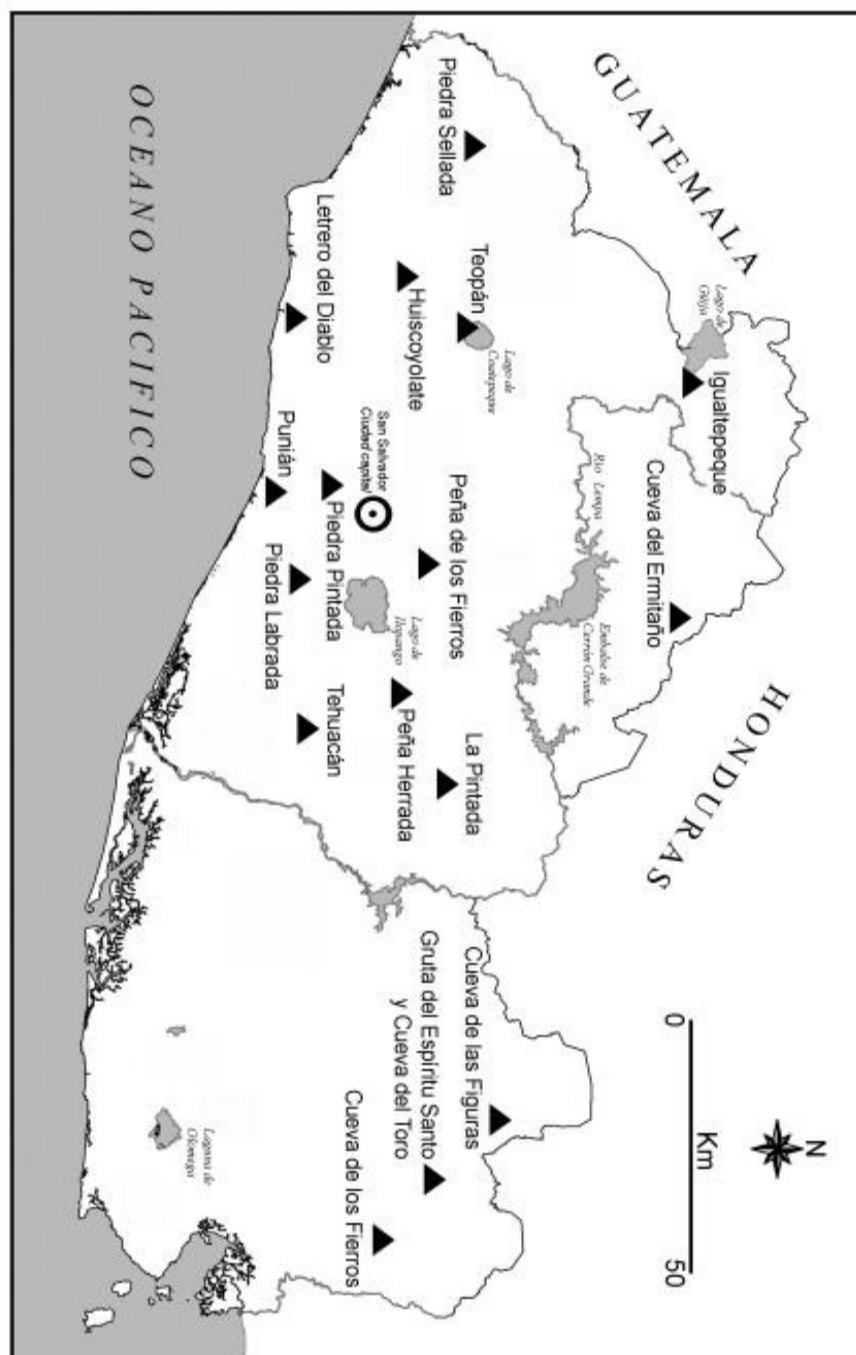 GUATEMALA
HONDURAS
OCEANO PACIFICO
N
0
50
Km
Lago de
Güija
Igualtepeque
Cueva del Ermitaño
Río Lempa
Embalse de
Cerrón Grande
Piedra Sellada
Teopán
Lago de
Coatepeque
Huiscoyolate
Letrero del Diablo
San Salvador
Ciudad capital
Peña de los Fierros
Punián
Piedra Pintada
Piedra Labrada
Lago de
Ilopango
Peña Herrada
Tehuacán
La Pintada
Cueva de las Figuras
Gruta del Espíritu Santo
y Cueva del Toro
Cueva de los Fierros
Laguna de
Olomega